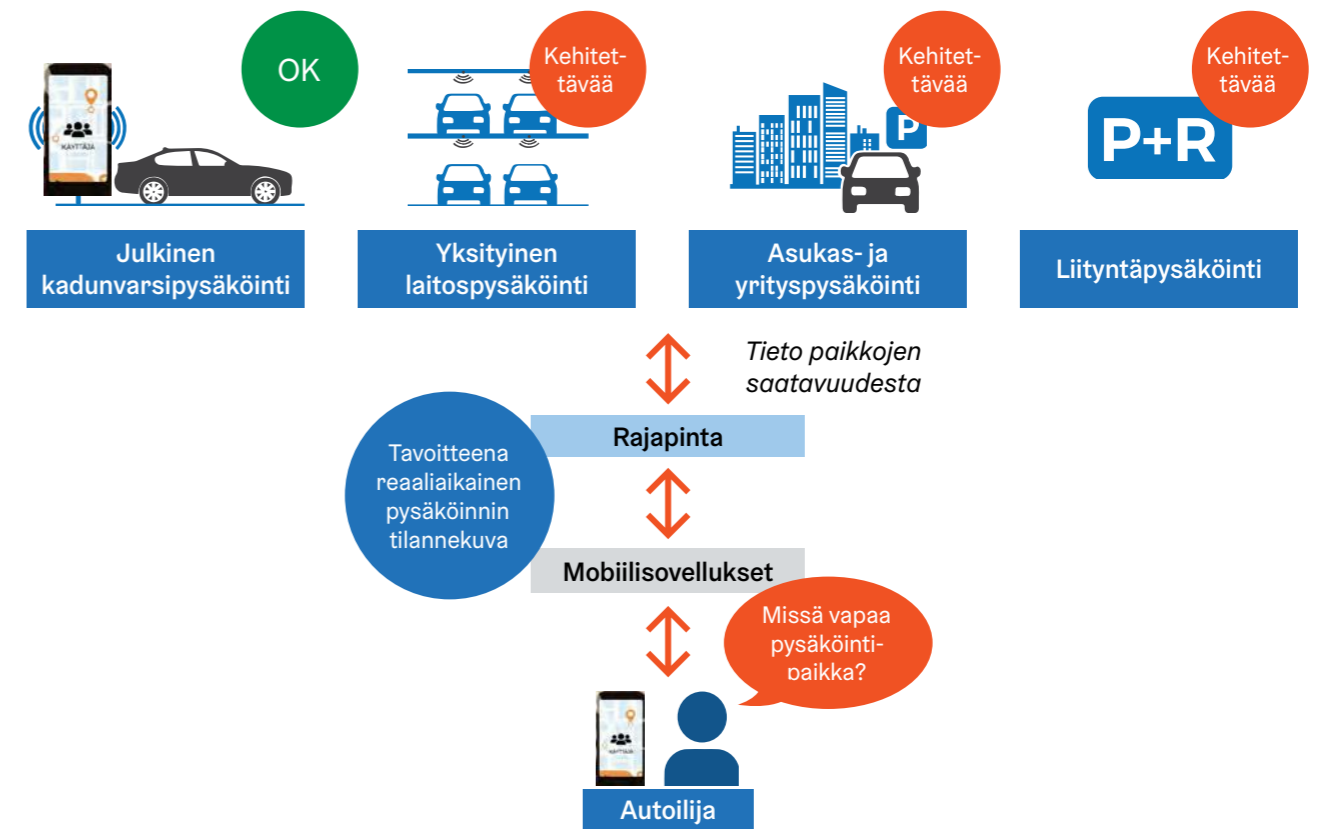 OK
Kehitet-
tävää
Kehitet-
tävää
Kehitet-
tävää
KÄYTTÄJÄ
P
P+R
Julkinen
kadunvarsipysäköinti
Yksityinen
laitospysäköinti
Asukas- ja
yrityspysäköinti
Liityntäpysäköinti
Tieto paikkojen
saatavuudesta
Rajapinta
Tavoitteena
reaaliaikainen
pysäköinnin
tilannekuva
Mobiilisovellukset
Missä vapaa
pysäköinti-
paikka?
KÄYTTÄJÄ
Autoilija